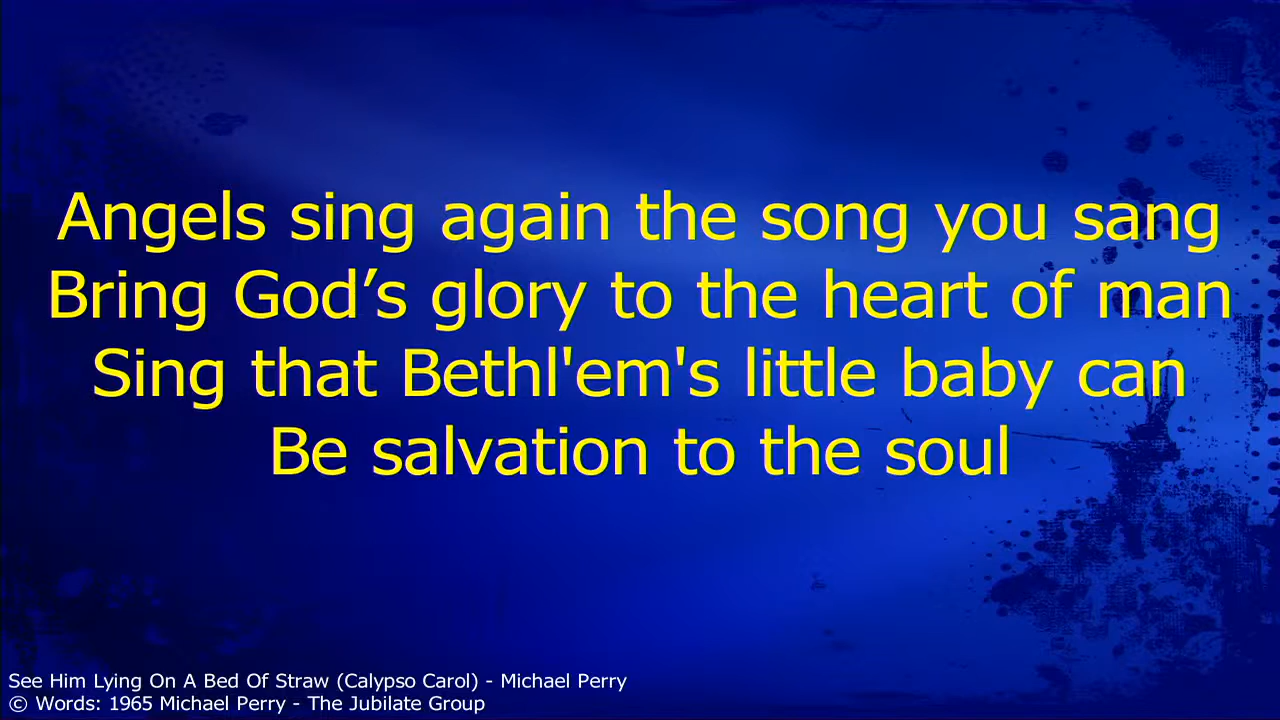 Angels sing again the song you sang
Bring God’s glory to the heart of man
Sing that Bethl'em's little baby can
Be salvation to the soul
See Him Lying On A Bed Of Straw (Calypso Carol) - Michael Perry
© Words: 1965 Michael Perry - The Jubilate Group